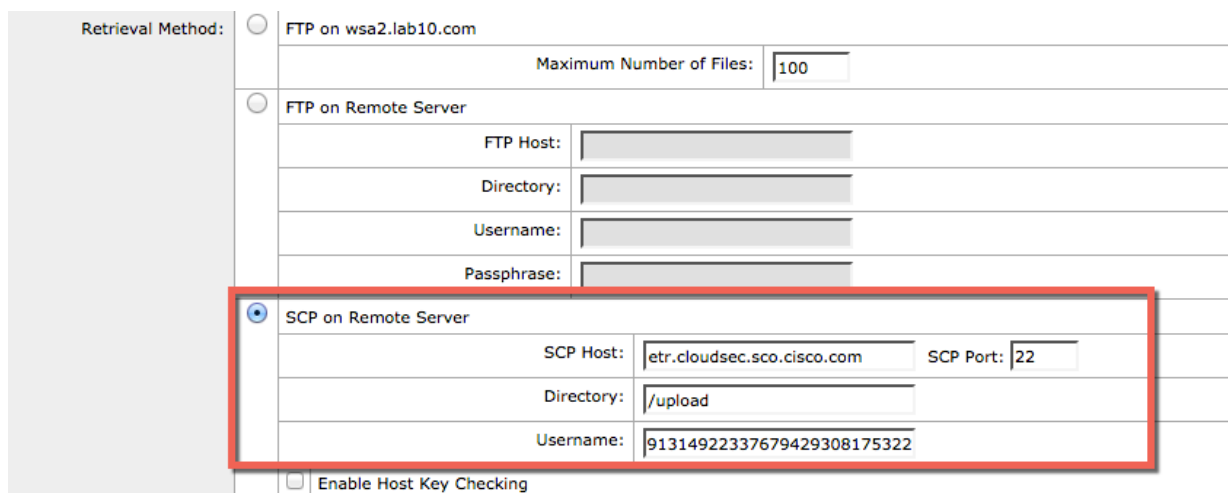 Retrieval Method:
FTP on wsa2.lab10.com
Maximum Number of Files: 100
FTP on Remote Server
FTP Host:
Directory:
Username:
Passphrase:
SCP on Remote Server
SCP Host: etr.cloudsec.sco.cisco.com SCP Port: 22
Directory: /upload
Username: 91314922337679429308175322
Enable Host Key Checking